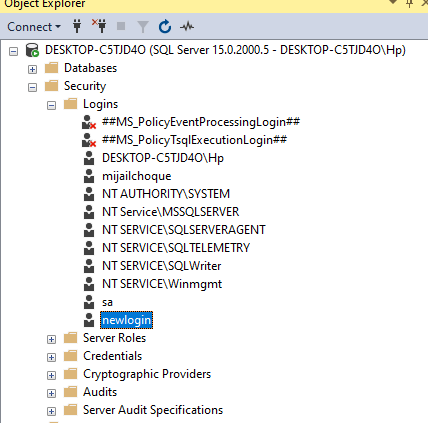 Object Explorer
Connect
DESKTOP-C5TJD4O (SQL Server 15.0.2000.5 - DESKTOP-C5TJD4O\Hp)
Databases
Security
Logins
##MS_PolicyEventProcessingLogin##
##MS_PolicyTsqlExecutionLogin##
DESKTOP-C5TJD4O\Hp
mijailchoque
NT AUTHORITY\SYSTEM
NT Service\MSSQLSERVER
NT SERVICE\SQLSERVERAGENT
NT SERVICE\SQLTELEMETRY
NT SERVICE\SQLWriter
NT SERVICE\Winmgmt
sa
newlogin
Server Roles
Credentials
Cryptographic Providers
Audits
Server Audit Specifications